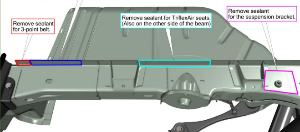 Remove sealant
for 3-point belt.
Remove sealant for TriflexAir seats.
(Also on the other side of the beam)
Remove sealant
for the suspension bracket.